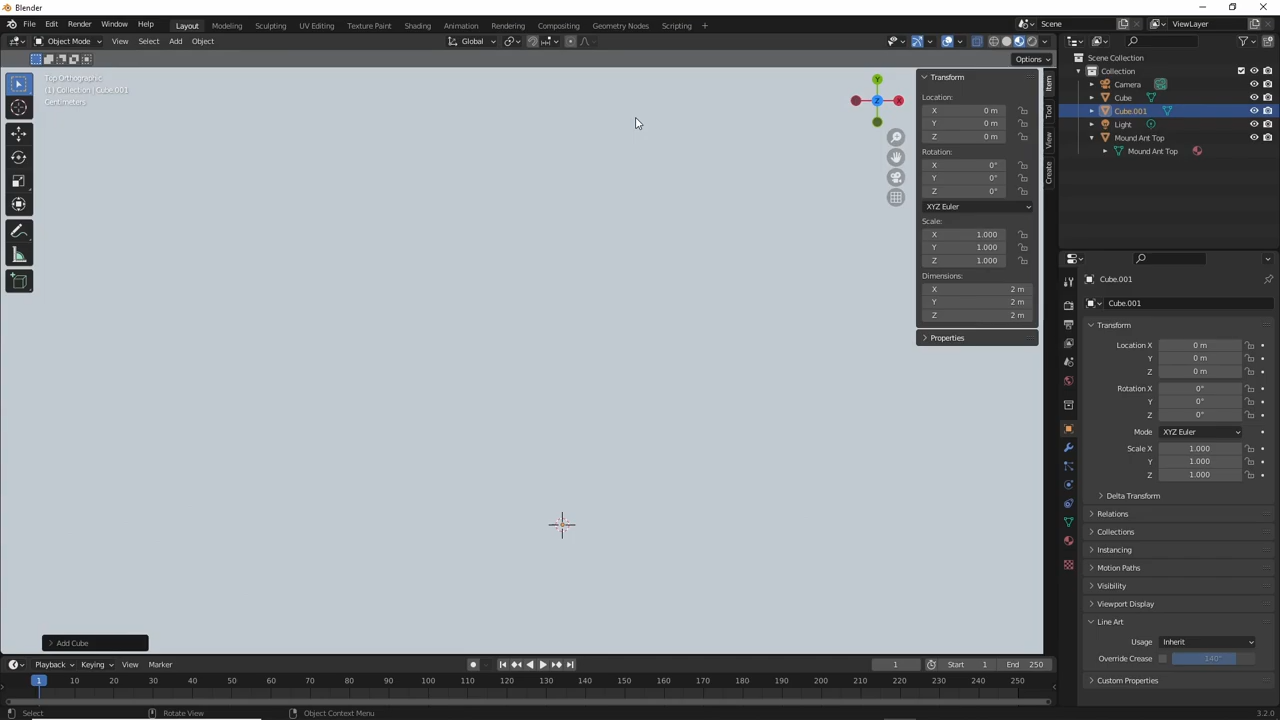 Blender
File Edit Render Window Help Layout Modeling Sculpting UV Editing Texture Paint Shading Animation Rendering Compositing Geometry Nodes Scripting + Scene ViewLayer
Object Mode View Select Add Object Global
Options
Top Orthographic
(1) Collection | Cube.001
Centimeters
Y
Z
X
Transform
Location:
X 0 m
Y 0 m
Z 0 m
Rotation:
X 0°
Y 0°
Z 0°
XYZ Euler
Scale:
X 1.000
Y 1.000
Z 1.000
Dimensions:
X 2 m
Y 2 m
Z 2 m
Properties
Item
Tool
View
Create
Scene Collection
Collection
Camera
Cube
Cube.001
Light
Mound Ant Top
Mound Ant Top
Cube.001
Cube.001
Transform
Location X 0 m
Y 0 m
Z 0 m
Rotation X 0°
Y 0°
Z 0°
Mode XYZ Euler
Scale X 1.000
Y 1.000
Z 1.000
Delta Transform
Relations
Collections
Instancing
Motion Paths
Visibility
Viewport Display
Line Art
Usage Inherit
Override Crease 140°
Custom Properties
Add Cube
Playback Keying View Marker 1 Start 1 End 250
1 10 20 30 40 50 60 70 80 90 100 110 120 130 140 150 160 170 180 190 200 210 220 230 240 250
Select Rotate View Object Context Menu 3.2.0